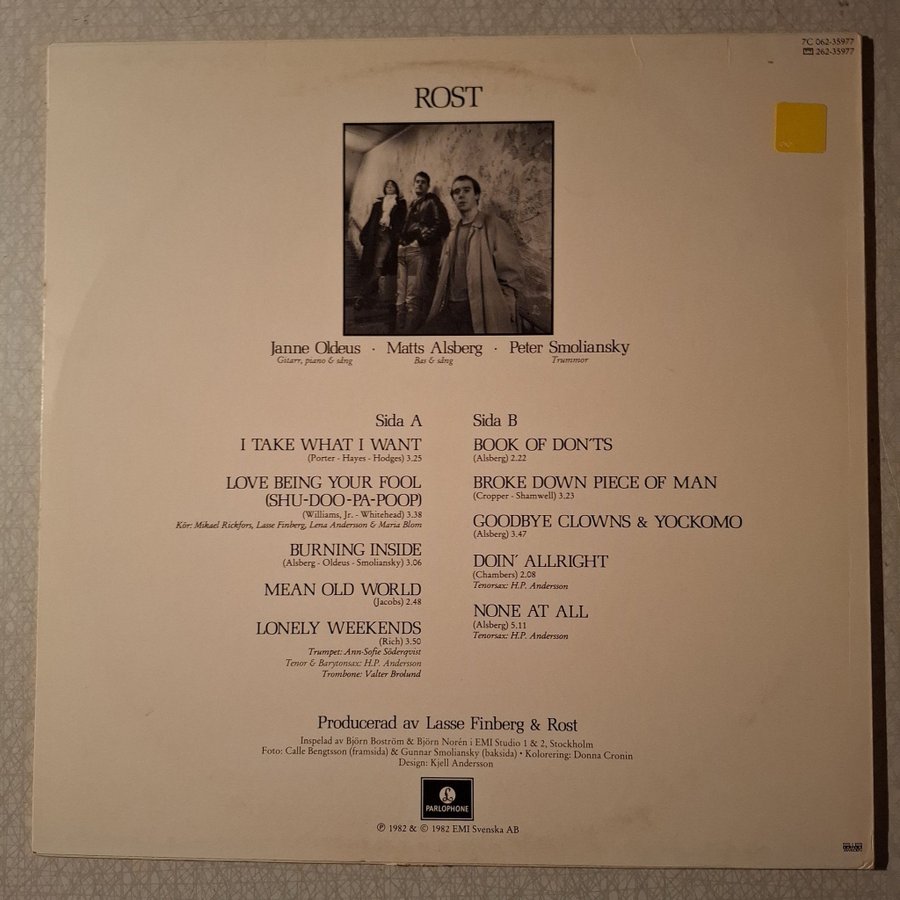 7C 062-35977
262-35977
ROST
Janne Oldeus · Matts Alsberg · Peter Smoliansky
Gitarr, piano & sång Bas & sång Trummor
Sida A
I TAKE WHAT I WANT
(Porter - Hayes - Hodges) 3.25
LOVE BEING YOUR FOOL
(SHU-DOO-PA-POOP)
(Williams, Jr. - Whitehead) 3.38
Kör: Mikael Rickfors, Lasse Finberg, Lena Andersson & Maria Blom
BURNING INSIDE
(Alsberg - Oldeus - Smoliansky) 3.06
MEAN OLD WORLD
(Jacobs) 2.48
LONELY WEEKENDS
(Rich) 3.50
Trumpet: Ann-Sofie Söderqvist
Tenor & Barytonsax: H.P. Andersson
Trombone: Valter Brolund
Sida B
BOOK OF DON'TS
(Alsberg) 2.22
BROKE DOWN PIECE OF MAN
(Cropper - Shamwell) 3.23
GOODBYE CLOWNS & YOCKOMO
(Alsberg) 3.47
DOIN' ALLRIGHT
(Chambers) 2.08
Tenorsax: H.P. Andersson
NONE AT ALL
(Alsberg) 5.11
Tenorsax: H.P. Andersson
Producerad av Lasse Finberg & Rost
Inspelad av Björn Boström & Björn Norén i EMI Studio 1 & 2, Stockholm
Foto: Calle Bengtsson (framsida) & Gunnar Smoliansky (baksida) • Kolorering: Donna Cronin
Design: Kjell Andersson
£
PARLOPHONE
℗ 1982 & © 1982 EMI Svenska AB